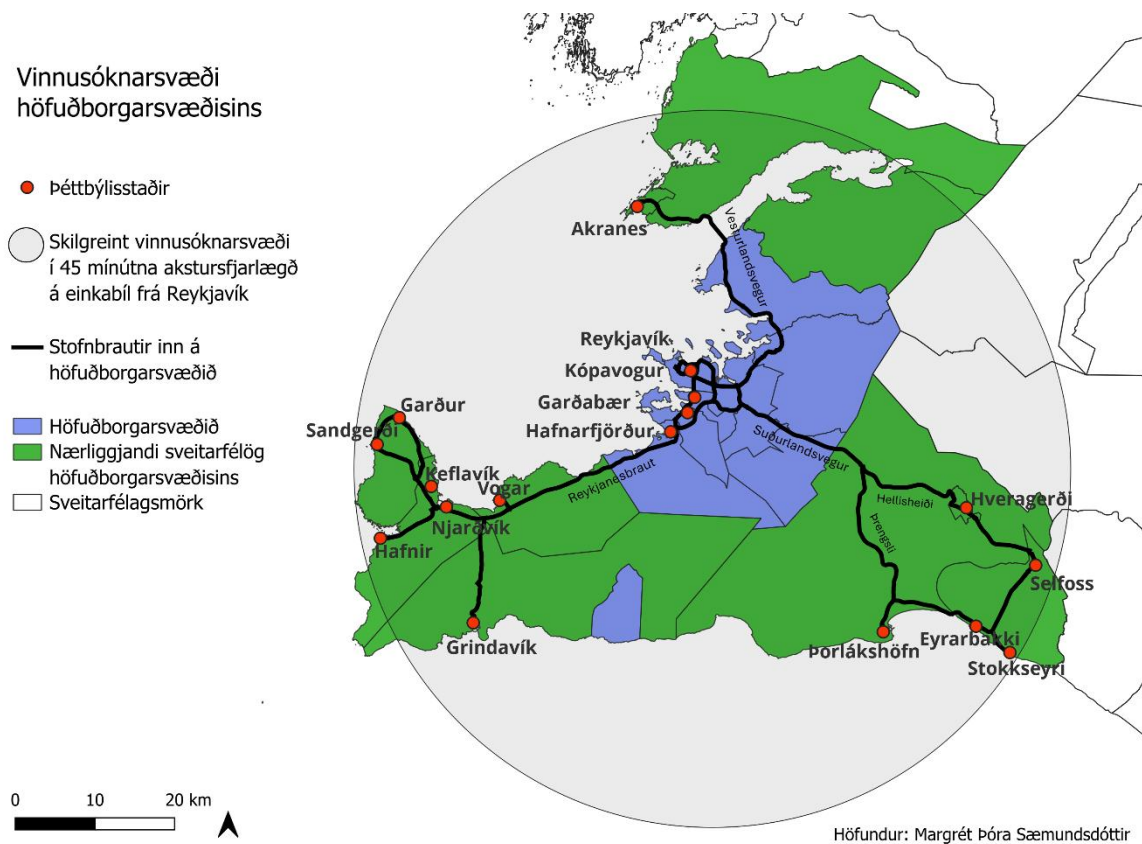 Vinnusóknarsvæði
höfuðborgarsvæðisins
Þéttbýlisstaðir
Skilgreint vinnusóknarsvæði
í 45 mínútna akstursfjarlægð
á einkabíl frá Reykjavík
Stofnbrautir inn á
höfuðborgarsvæðið
Höfuðborgarsvæðið
Nærliggjandi sveitarfélög
höfuðborgarsvæðisins
Sveitarfélagsmörk
Akranes
Vesturlandsvegur
Reykjavík
Kópavogur
Garðabær
Hafnarfjörður
Garður
Sandgerði
Keflavík
Vogar
Njarðvík
Hafnir
Reykjanesbraut
Grindavík
Suðurlandsvegur
Hellisheiði
Hveragerði
Þrengsli
Selfoss
Þorlákshöfn
Eyrarbakki
Stokkseyri
0 10 20 km
Höfundur: Margrét Þóra Sæmundsdóttir